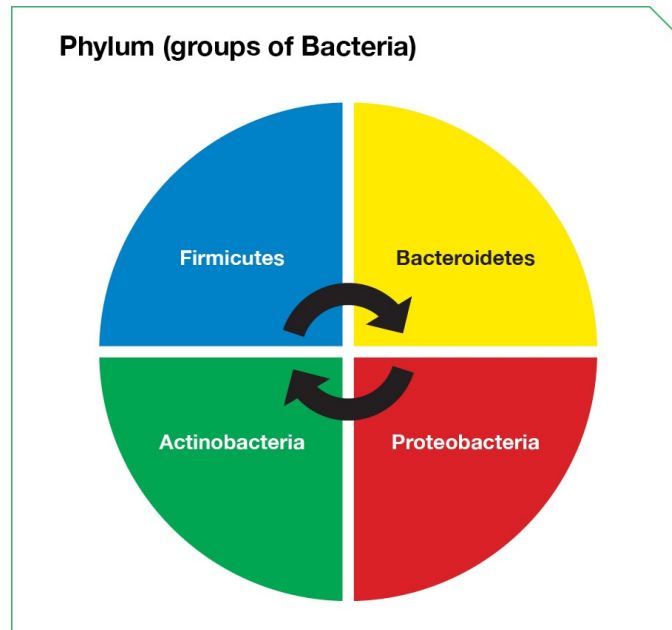 Phylum (groups of Bacteria)
Firmicutes
Bacteroidetes
Actinobacteria
Proteobacteria